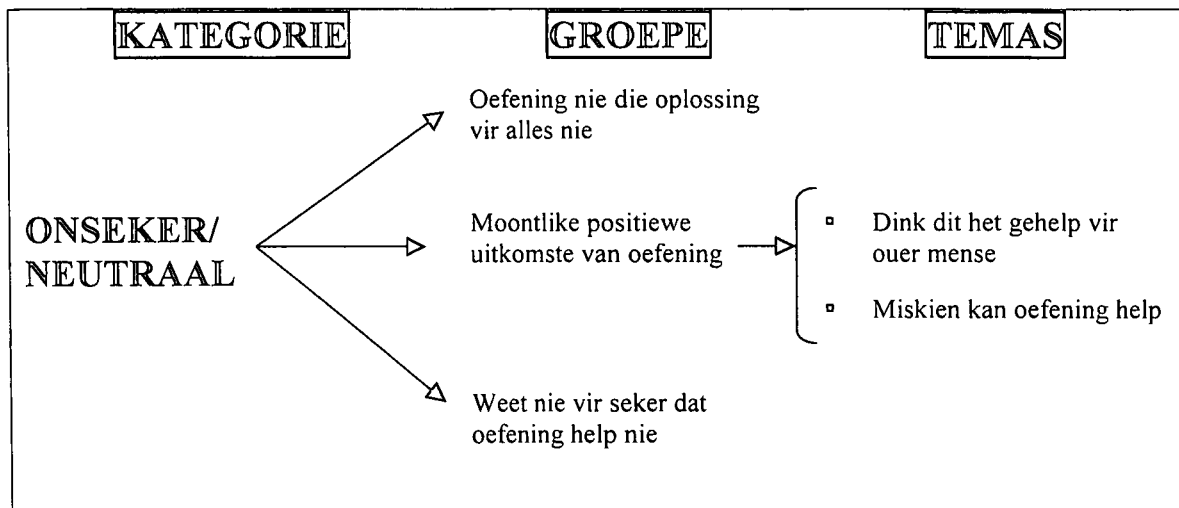 KATEGORIE
GROEPE
TEMAS
Oefening nie die oplossing
vir alles nie
ONSEKER/
NEUTRAAL
Moontlike positiewe
uitkomste van oefening
Dink dit het gehelp vir
ouer mense
Miskien kan oefening help
Weet nie vir seker dat
oefening help nie